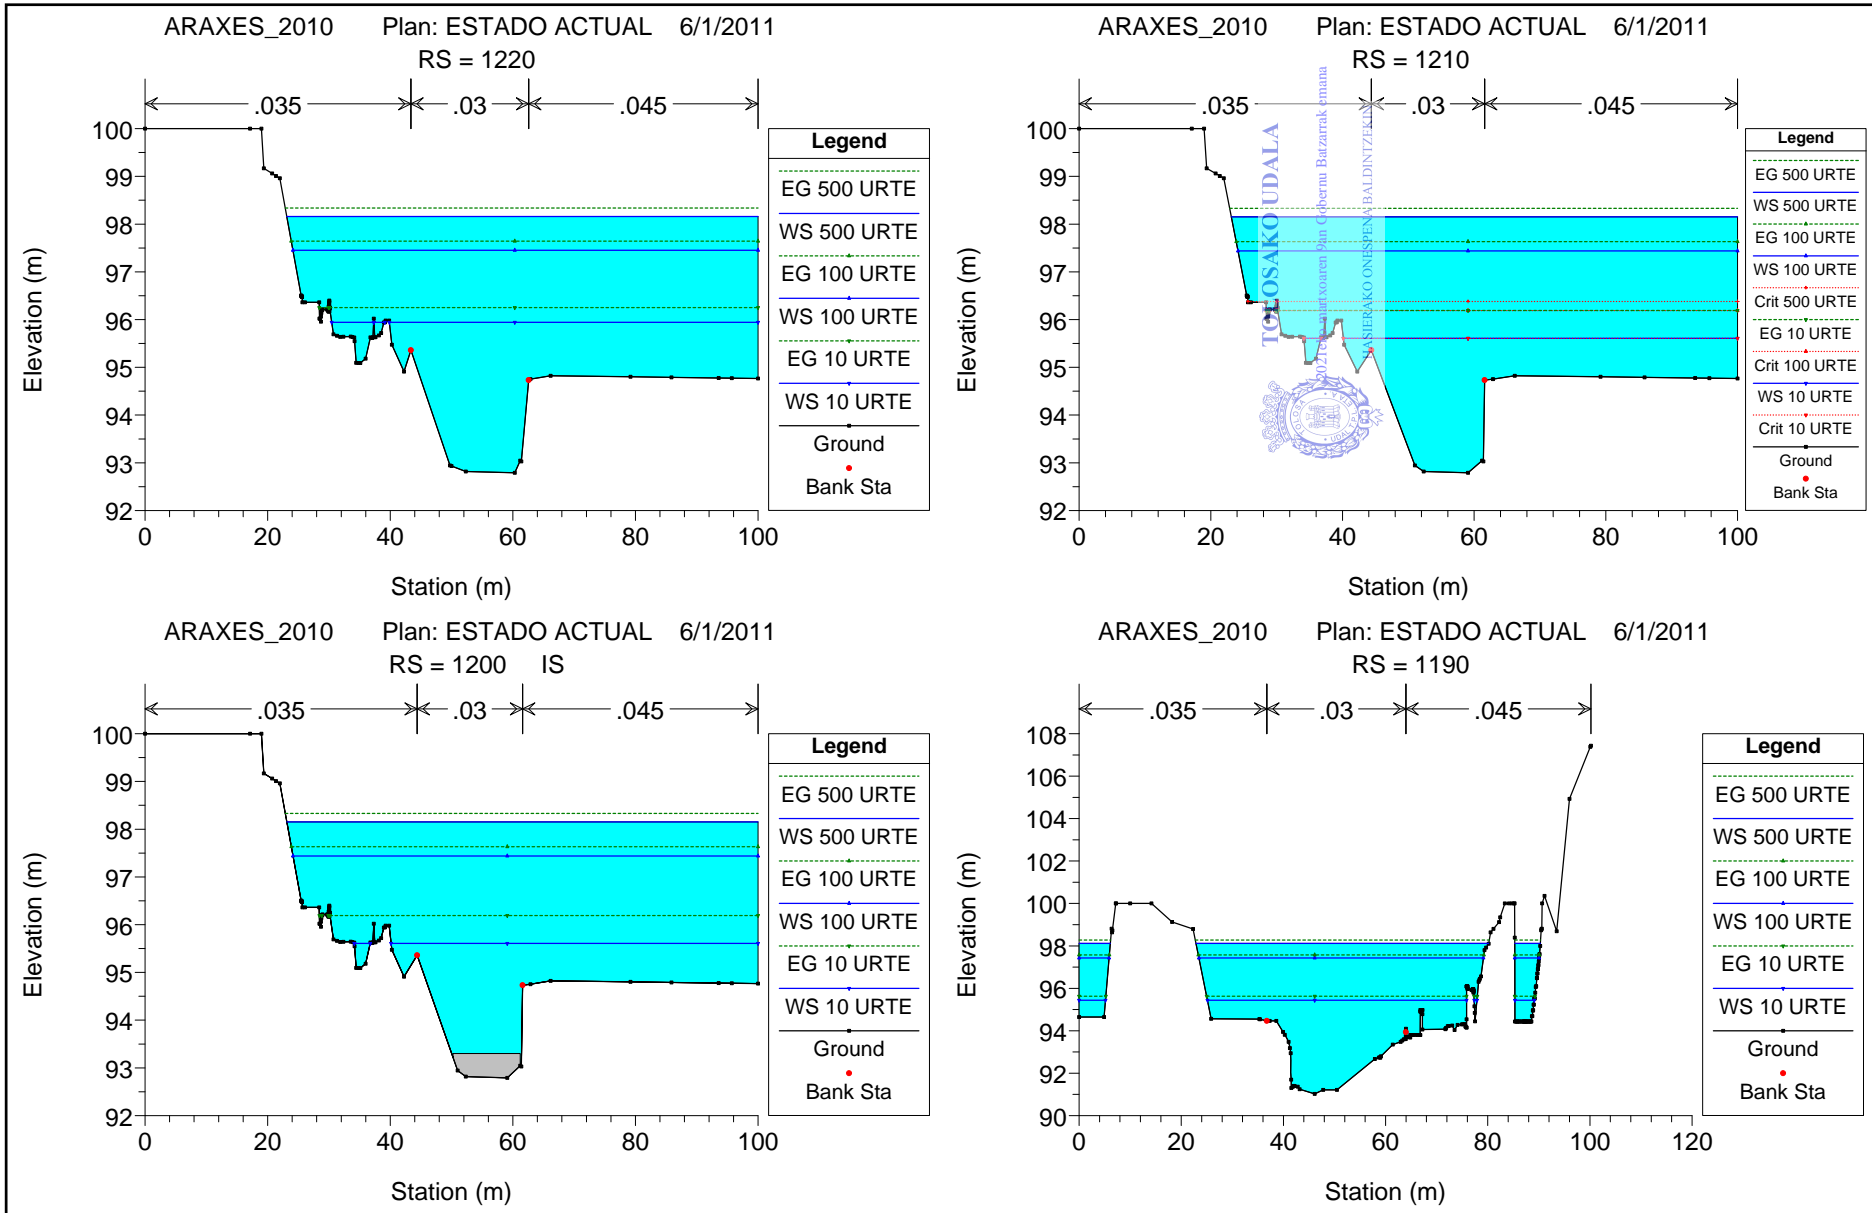 ARAXES_2010 Plan: ESTADO ACTUAL 6/1/2011
RS = 1220
.035 .03 .045
100
99
98
97
96
95
94
93
92
Elevation (m)
0 20 40 60 80 100
Station (m)
Legend
EG 500 URTE
WS 500 URTE
EG 100 URTE
WS 100 URTE
EG 10 URTE
WS 10 URTE
Ground
Bank Sta
ARAXES_2010 Plan: ESTADO ACTUAL 6/1/2011
RS = 1210
.035 .03 .045
100
99
98
97
96
95
94
93
92
Elevation (m)
0 20 40 60 80 100
Station (m)
Legend
EG 500 URTE
WS 500 URTE
EG 100 URTE
WS 100 URTE
Crit 500 URTE
EG 10 URTE
Crit 100 URTE
WS 10 URTE
Crit 10 URTE
Ground
Bank Sta
TOLOSAKO UDALA
2021eko martxoaren 9an Gobernu Batzarrak emana
HASIERAKO ONESPENA BALDINTZEKIN
ARAXES_2010 Plan: ESTADO ACTUAL 6/1/2011
RS = 1200 IS
.035 .03 .045
100
99
98
97
96
95
94
93
92
Elevation (m)
0 20 40 60 80 100
Station (m)
Legend
EG 500 URTE
WS 500 URTE
EG 100 URTE
WS 100 URTE
EG 10 URTE
WS 10 URTE
Ground
Bank Sta
ARAXES_2010 Plan: ESTADO ACTUAL 6/1/2011
RS = 1190
.035 .03 .045
108
106
104
102
100
98
96
94
92
90
Elevation (m)
0 20 40 60 80 100 120
Station (m)
Legend
EG 500 URTE
WS 500 URTE
EG 100 URTE
WS 100 URTE
EG 10 URTE
WS 10 URTE
Ground
Bank Sta